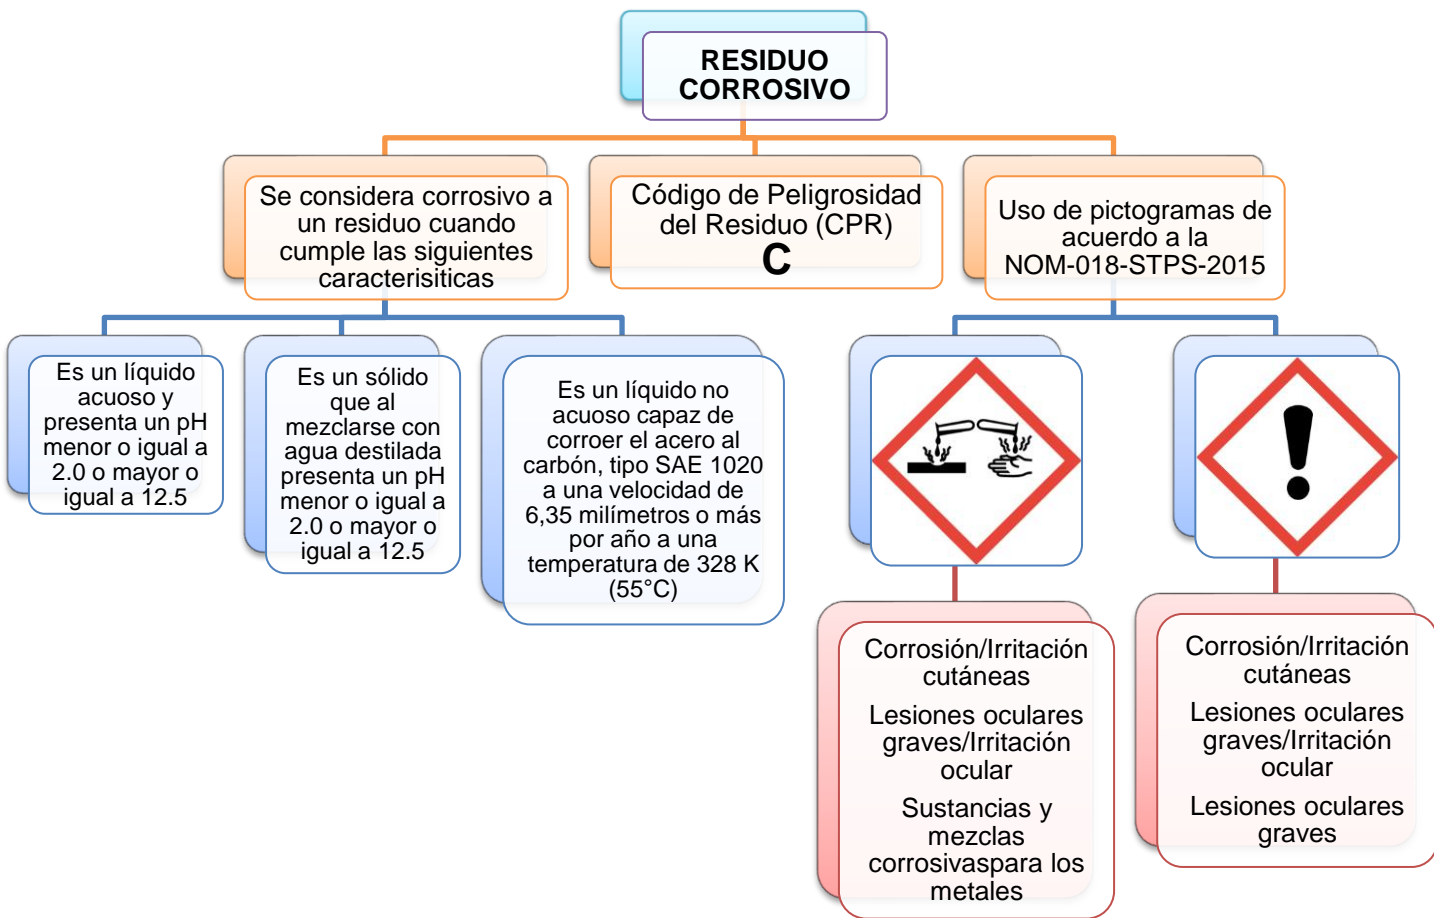 RESIDUO
CORROSIVO
Se considera corrosivo a
un residuo cuando
cumple las siguientes
caracterisiticas
Código de Peligrosidad
del Residuo (CPR)
C
Uso de pictogramas de
acuerdo a la
NOM-018-STPS-2015
Es un líquido
acuoso y
presenta un pH
menor o igual a
2.0 o mayor o
igual a 12.5
Es un sólido
que al
mezclarse con
agua destilada
presenta un pH
menor o igual a
2.0 o mayor o
igual a 12.5
Es un líquido no
acuoso capaz de
corroer el acero al
carbón, tipo SAE 1020
a una velocidad de
6,35 milímetros o más
por año a una
temperatura de 328 K
(55°C)
Corrosión/Irritación
cutáneas
Lesiones oculares
graves/Irritación
ocular
Sustancias y
mezclas
corrosivaspara los
metales
Corrosión/Irritación
cutáneas
Lesiones oculares
graves/Irritación
ocular
Lesiones oculares
graves